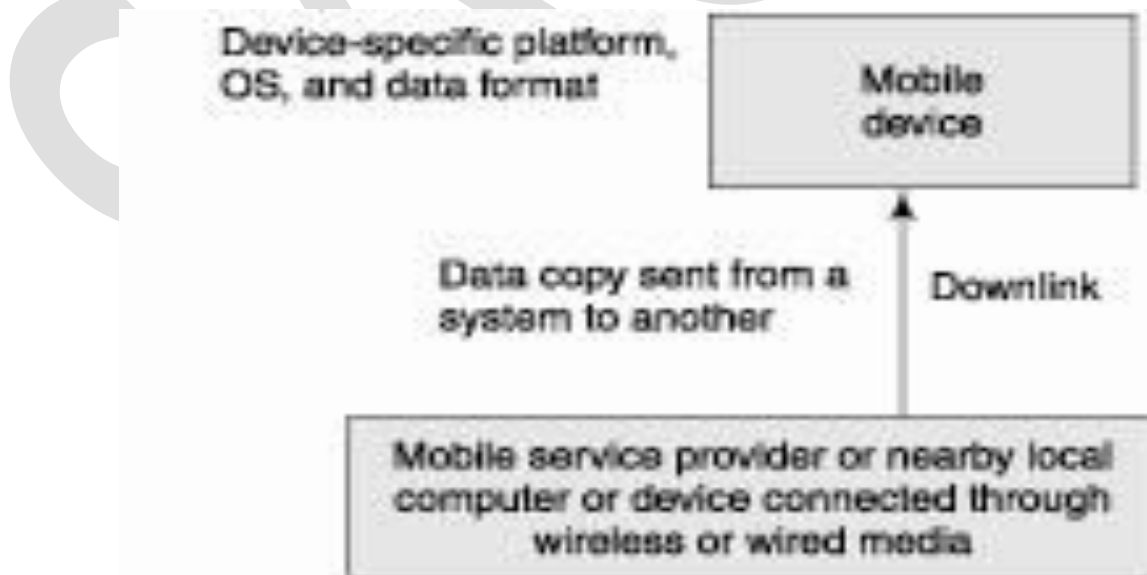 Device-specific platform,
OS, and data format
Mobile
device
Data copy sent from a
system to another
Downlink
Mobile service provider or nearby local
computer or device connected through
wireless or wired media